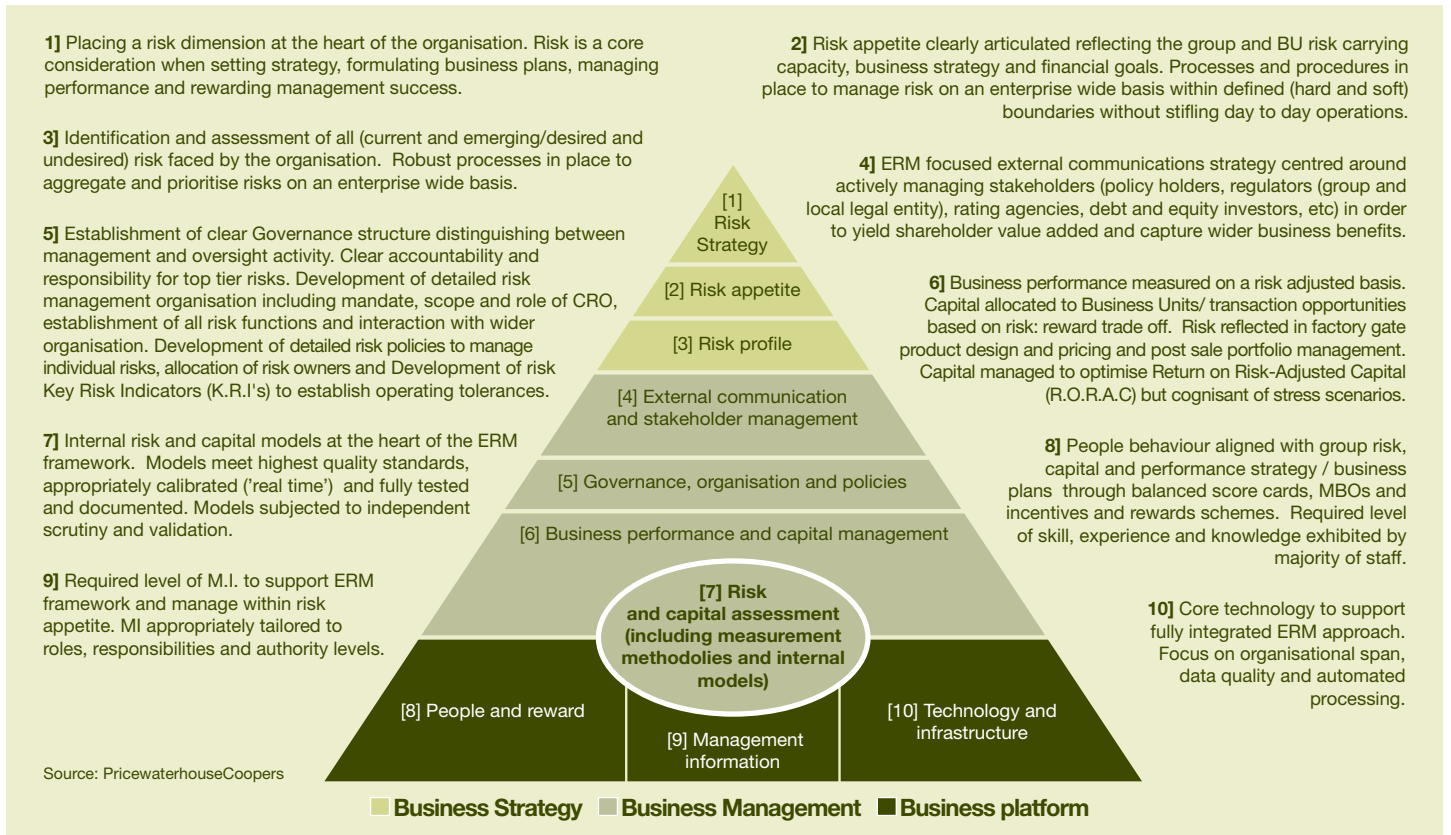 1] Placing a risk dimension at the heart of the organisation. Risk is a core
consideration when setting strategy, formulating business plans, managing
performance and rewarding management success.
2] Risk appetite clearly articulated reflecting the group and BU risk carrying
capacity, business strategy and financial goals. Processes and procedures in
place to manage risk on an enterprise wide basis within defined (hard and soft)
boundaries without stifling day to day operations.
3] Identification and assessment of all (current and emerging/desired and
undesired) risk faced by the organisation. Robust processes in place to
aggregate and prioritise risks on an enterprise wide basis.
4] ERM focused external communications strategy centred around
actively managing stakeholders (policy holders, regulators (group and
local legal entity), rating agencies, debt and equity investors, etc) in order
to yield shareholder value added and capture wider business benefits.
5] Establishment of clear Governance structure distinguishing between
management and oversight activity. Clear accountability and
responsibility for top tier risks. Development of detailed risk
management organisation including mandate, scope and role of CRO,
establishment of all risk functions and interaction with wider
organisation. Development of detailed risk policies to manage
individual risks, allocation of risk owners and Development of risk
Key Risk Indicators (K.R.I's) to establish operating tolerances.
6] Business performance measured on a risk adjusted basis.
Capital allocated to Business Units/ transaction opportunities
based on risk: reward trade off. Risk reflected in factory gate
product design and pricing and post sale portfolio management.
Capital managed to optimise Return on Risk-Adjusted Capital
(R.O.R.A.C) but cognisant of stress scenarios.
7] Internal risk and capital models at the heart of the ERM
framework. Models meet highest quality standards,
appropriately calibrated ('real time') and fully tested
and documented. Models subjected to independent
scrutiny and validation.
8] People behaviour aligned with group risk,
capital and performance strategy / business
plans through balanced score cards, MBOs and
incentives and rewards schemes. Required level
of skill, experience and knowledge exhibited by
majority of staff.
9] Required level of M.I. to support ERM
framework and manage within risk
appetite. MI appropriately tailored to
roles, responsibilities and authority levels.
10] Core technology to support
fully integrated ERM approach.
Focus on organisational span,
data quality and automated
processing.
[1]
Risk
Strategy
[2] Risk appetite
[3] Risk profile
[4] External communication
and stakeholder management
[5] Governance, organisation and policies
[6] Business performance and capital management
[7] Risk
and capital assessment
(including measurement
methodolies and internal
models)
[8] People and reward
[9] Management
information
[10] Technology and
infrastructure
Source: PricewaterhouseCoopers
Business Strategy Business Management Business platform